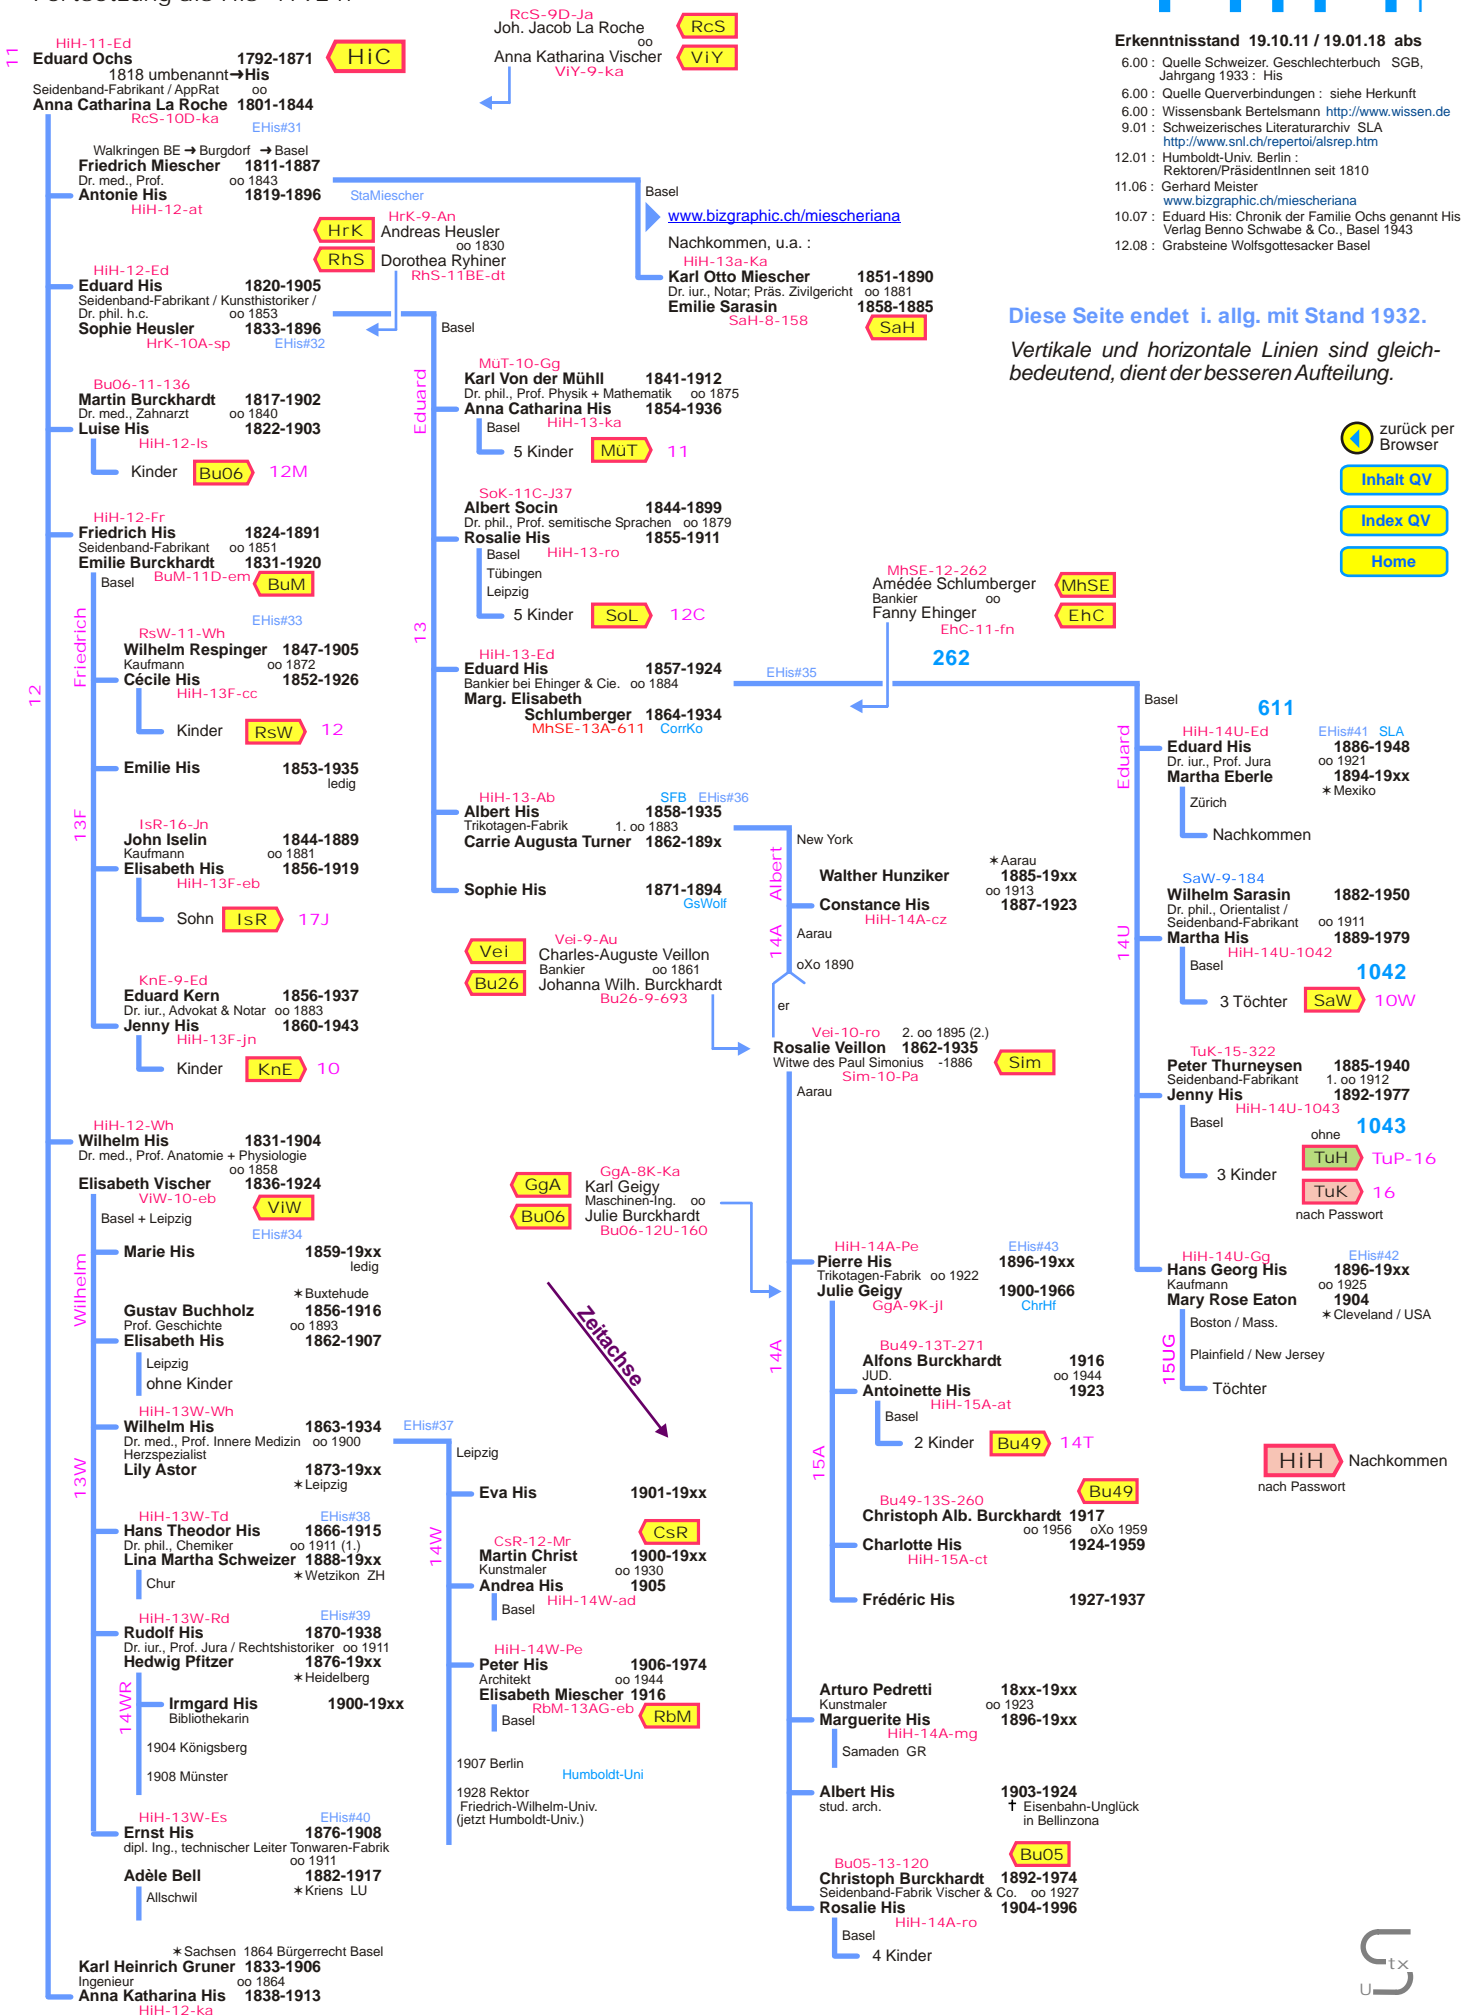 RcS-9D-Ja
Joh. Jacob La Roche
oo
RcS
Anna Katharina Vischer
ViY
ViY-9-ka
11
HiH-11-Ed
Eduard Ochs 1792-1871
HiC
1818 umbenannt➔His
Seidenband-Fabrikant / AppRat oo
Anna Catharina La Roche 1801-1844
RcS-10D-ka
EHis#31
Walkringen BE ➔ Burgdorf ➔ Basel
Friedrich Miescher 1811-1887
Dr. med., Prof. oo 1843
Antonie His 1819-1896
HiH-12-at
StaMiescher
Basel
www.bizgraphic.ch/miescheriana
Nachkommen, u.a. :
HiH-13a-Ka
Karl Otto Miescher 1851-1890
Dr. iur., Notar; Präs. Zivilgericht oo 1881
Emilie Sarasin 1858-1885
SaH-8-158
SaH
HrK-9-An
HrK
Andreas Heusler
oo 1830
RhS
Dorothea Ryhiner
RhS-11BE-dt
HiH-12-Ed
Eduard His 1820-1905
Seidenband-Fabrikant / Kunsthistoriker /
Dr. phil. h.c. oo 1853
Sophie Heusler 1833-1896
HrK-10A-sp
EHis#32
Basel
Bu06-11-136
Martin Burckhardt 1817-1902
Dr. med., Zahnarzt oo 1840
Luise His 1822-1903
HiH-12-ls
Kinder
Bu06
12M
HiH-12-Fr
Friedrich His 1824-1891
Seidenband-Fabrikant oo 1851
Emilie Burckhardt 1831-1920
Basel
BuM-11D-em
BuM
Friedrich
EHis#33
RsW-11-Wh
Wilhelm Respinger 1847-1905
Kaufmann oo 1872
Cécile His 1852-1926
HiH-13F-cc
Kinder
RsW
12
12
Emilie His 1853-1935
ledig
13F
IsR-16-Jn
John Iselin 1844-1889
Kaufmann oo 1881
Elisabeth His 1856-1919
HiH-13F-eb
Sohn
IsR
17J
KnE-9-Ed
Eduard Kern 1856-1937
Dr. iur., Advokat & Notar oo 1883
Jenny His 1860-1943
HiH-13F-jn
Kinder
KnE
10
HiH-12-Wh
Wilhelm His 1831-1904
Dr. med., Prof. Anatomie + Physiologie
oo 1858
Elisabeth Vischer 1836-1924
ViW-10-eb
ViW
Basel + Leipzig
EHis#34
Wilhelm
Marie His 1859-19xx
ledig
✶Buxtehude
Gustav Buchholz 1856-1916
Prof. Geschichte oo 1893
Elisabeth His 1862-1907
Leipzig
ohne Kinder
HiH-13W-Wh
Wilhelm His 1863-1934
Dr. med., Prof. Innere Medizin oo 1900
Herzspezialist
Lily Astor 1873-19xx
✶Leipzig
EHis#37
13W
HiH-13W-Td
EHis#38
Hans Theodor His 1866-1915
Dr. phil., Chemiker oo 1911 (1.)
Lina Martha Schweizer 1888-19xx
✶Wetzikon ZH
Chur
HiH-13W-Rd
EHis#39
Rudolf His 1870-1938
Dr. iur., Prof. Jura / Rechtshistoriker oo 1911
Hedwig Pfitzer 1876-19xx
✶Heidelberg
14WR
Irmgard His 1900-19xx
Bibliothekarin
1904 Königsberg
1908 Münster
HiH-13W-Es
EHis#40
Ernst His 1876-1908
dipl. Ing., technischer Leiter Tonwaren-Fabrik
oo 1911
Adèle Bell 1882-1917
✶Kriens LU
Allschwil
✶Sachsen 1864 Bürgerrecht Basel
Karl Heinrich Gruner 1833-1906
Ingenieur oo 1864
Anna Katharina His 1838-1913
HiH-12-ka
Eduard
13
MüT-10-Gg
Karl Von der Mühll 1841-1912
Dr. phil., Prof. Physik + Mathematik oo 1875
Anna Catharina His 1854-1936
Basel
HiH-13-ka
5 Kinder
MüT
11
SoK-11C-J37
Albert Socin 1844-1899
Dr. phil., Prof. semitische Sprachen oo 1879
Rosalie His 1855-1911
Basel
HiH-13-ro
Tübingen
Leipzig
5 Kinder
SoL
12C
HiH-13-Ed
Eduard His 1857-1924
Bankier bei Ehinger & Cie. oo 1884
Marg. Elisabeth
Schlumberger 1864-1934
MhSE-13A-611
CorrKo
EHis#35
MhSE-12-262
Amédée Schlumberger
MhSE
Bankier oo
Fanny Ehinger
EhC
EhC-11-fn
262
HiH-13-Ab
SFB EHis#36
Albert His 1858-1935
Trikotagen-Fabrik 1. oo 1883
Carrie Augusta Turner 1862-189x
Sophie His 1871-1894
GsWolf
Vei-9-Au
Vei
Charles-Auguste Veillon
Bankier oo 1861
Bu26
Johanna Wilh. Burckhardt
Bu26-9-693
Albert
14A
New York
✶Aarau
Walther Hunziker 1885-19xx
oo 1913
Constance His 1887-1923
HiH-14A-cz
Aarau
oXo 1890
er
Vei-10-ro
2. oo 1895 (2.)
Rosalie Veillon 1862-1935
Witwe des Paul Simonius -1886
Sim-10-Pa
Sim
Aarau
GgA-8K-Ka
GgA
Karl Geigy
Maschinen-Ing. oo
Bu06
Julie Burckhardt
Bu06-12U-160
Zeitachse
14A
HiH-14A-Pe
EHis#43
Pierre His 1896-19xx
Trikotagen-Fabrik oo 1922
Julie Geigy 1900-1966
GgA-9K-jl
ChrHf
15A
Bu49-13T-271
Alfons Burckhardt 1916
JUD. oo 1944
Antoinette His 1923
HiH-15A-at
Basel
2 Kinder
Bu49
14T
Bu49
Bu49-13S-260
Christoph Alb. Burckhardt 1917
oo 1956 oXo 1959
Charlotte His 1924-1959
HiH-15A-ct
Frédéric His 1927-1937
Arturo Pedretti 18xx-19xx
Kunstmaler oo 1923
Marguerite His 1896-19xx
HiH-14A-mg
Samaden GR
Albert His 1903-1924
stud. arch. ✝ Eisenbahn-Unglück
in Bellinzona
Bu05
Bu05-13-120
Christoph Burckhardt 1892-1974
Seidenband-Fabrik Vischer & Co. oo 1927
Rosalie His 1904-1996
HiH-14A-ro
Basel
4 Kinder
14W
Leipzig
Eva His 1901-19xx
CsR
CsR-12-Mr
Martin Christ 1900-19xx
Kunstmaler oo 1930
Andrea His 1905
HiH-14W-ad
Basel
HiH-14W-Pe
Peter His 1906-1974
Architekt oo 1944
Elisabeth Miescher 1916
RbM-13AG-eb
RbM
Basel
1907 Berlin
Humboldt-Uni
1928 Rektor
Friedrich-Wilhelm-Univ.
(jetzt Humboldt-Univ.)
Erkenntnisstand 19.10.11 / 19.01.18 abs
6.00 : Quelle Schweizer. Geschlechterbuch SGB,
Jahrgang 1933 : His
6.00 : Quelle Querverbindungen : siehe Herkunft
6.00 : Wissensbank Bertelsmann http://www.wissen.de
9.01 : Schweizerisches Literaturarchiv SLA
http://www.snl.ch/repertoi/alsrep.htm
12.01 : Humboldt-Univ. Berlin :
Rektoren/PräsidentInnen seit 1810
11.06 : Gerhard Meister
www.bizgraphic.ch/miescheriana
10.07 : Eduard His: Chronik der Familie Ochs genannt His
Verlag Benno Schwabe & Co., Basel 1943
12.08 : Grabsteine Wolfsgottesacker Basel
Diese Seite endet i. allg. mit Stand 1932.
Vertikale und horizontale Linien sind gleich-
bedeutend, dient der besseren Aufteilung.
zurück per
Browser
Inhalt QV
Index QV
Home
Basel
611
Eduard
14U
HiH-14U-Ed
EHis#41 SLA
Eduard His 1886-1948
Dr. iur., Prof. Jura oo 1921
Martha Eberle 1894-19xx
✶Mexiko
Zürich
Nachkommen
SaW-9-184
Wilhelm Sarasin 1882-1950
Dr. phil., Orientalist /
Seidenband-Fabrikant oo 1911
Martha His 1889-1979
HiH-14U-1042
Basel
1042
3 Töchter
SaW
10W
TuK-15-322
Peter Thurneysen 1885-1940
Seidenband-Fabrikant 1. oo 1912
Jenny His 1892-1977
HiH-14U-1043
Basel
1043
ohne
TuH
TuP-16
3 Kinder
TuK
16
nach Passwort
HiH-14U-Gg
EHis#42
Hans Georg His 1896-19xx
Kaufmann oo 1925
Mary Rose Eaton 1904
✶Cleveland / USA
Boston / Mass.
15UG
Plainfield / New Jersey
Töchter
HiH
Nachkommen
nach Passwort
Stx
U